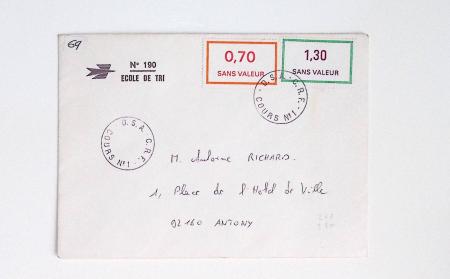 69
N° 190
ECOLE DE TRI
0,70
SANS VALEUR
1,30
SANS VALEUR
D.S.A. - C.R.F. - COURS N° 1 -
D.S.A. C.R.F. - COURS N° 1 -
M. Antoine RICHARD.
1, Place de l'Hotel de Ville
92160 ANTONY